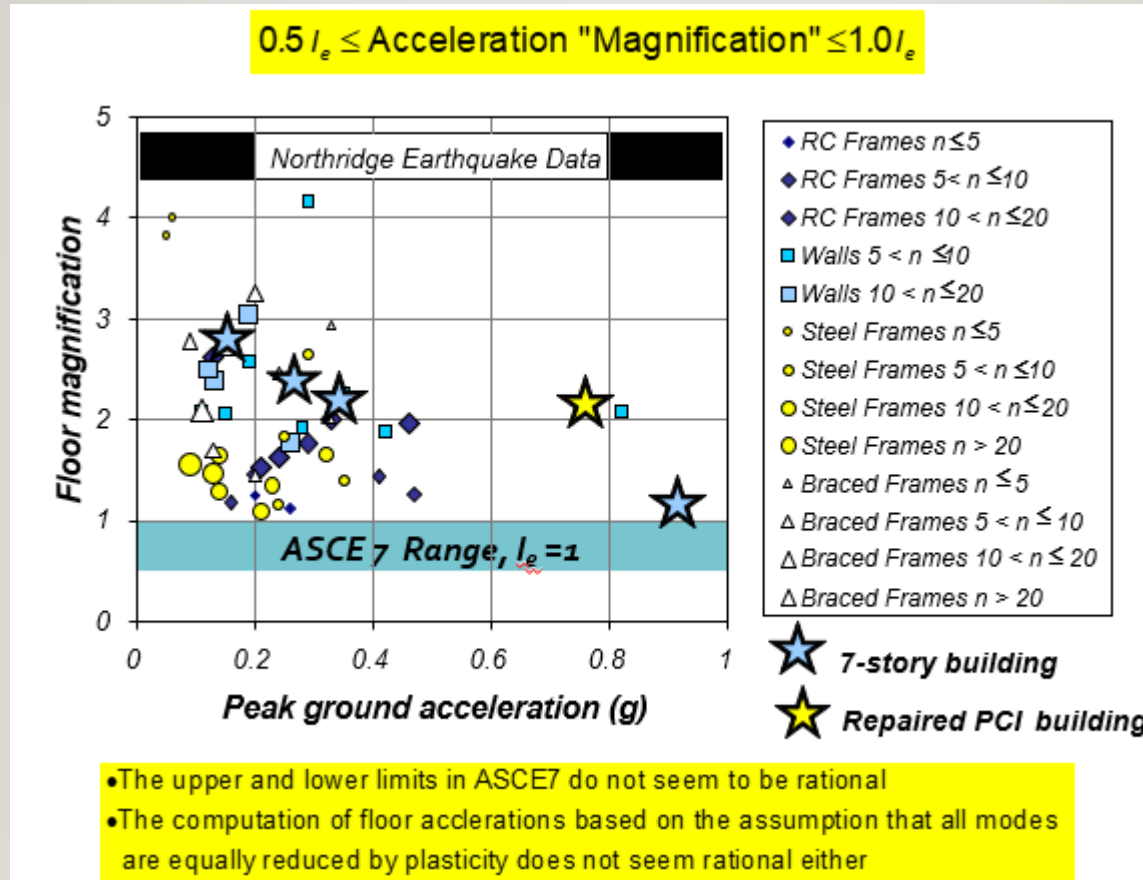 0.5 Iₑ ≤ Acceleration "Magnification" ≤1.0Iₑ
5
4
3
2
1
0
Floor magnification
Northridge Earthquake Data
ASCE 7 Range, Iₑ =1
0 0.2 0.4 0.6 0.8 1
Peak ground acceleration (g)
RC Frames n≤5
RC Frames 5< n ≤10
RC Frames 10 < n≤20
Walls 5 < n ≤10
Walls 10 < n≤20
Steel Frames n≤5
Steel Frames 5 < n ≤10
Steel Frames 10 < n≤20
Steel Frames n > 20
Braced Frames n ≤ 5
Braced Frames 5 < n ≤ 10
Braced Frames 10 < n ≤ 20
Braced Frames n > 20
7-story building
Repaired PCI building
•The upper and lower limits in ASCE7 do not seem to be rational
•The computation of floor acclerations based on the assumption that all modes
are equally reduced by plasticity does not seem rational either